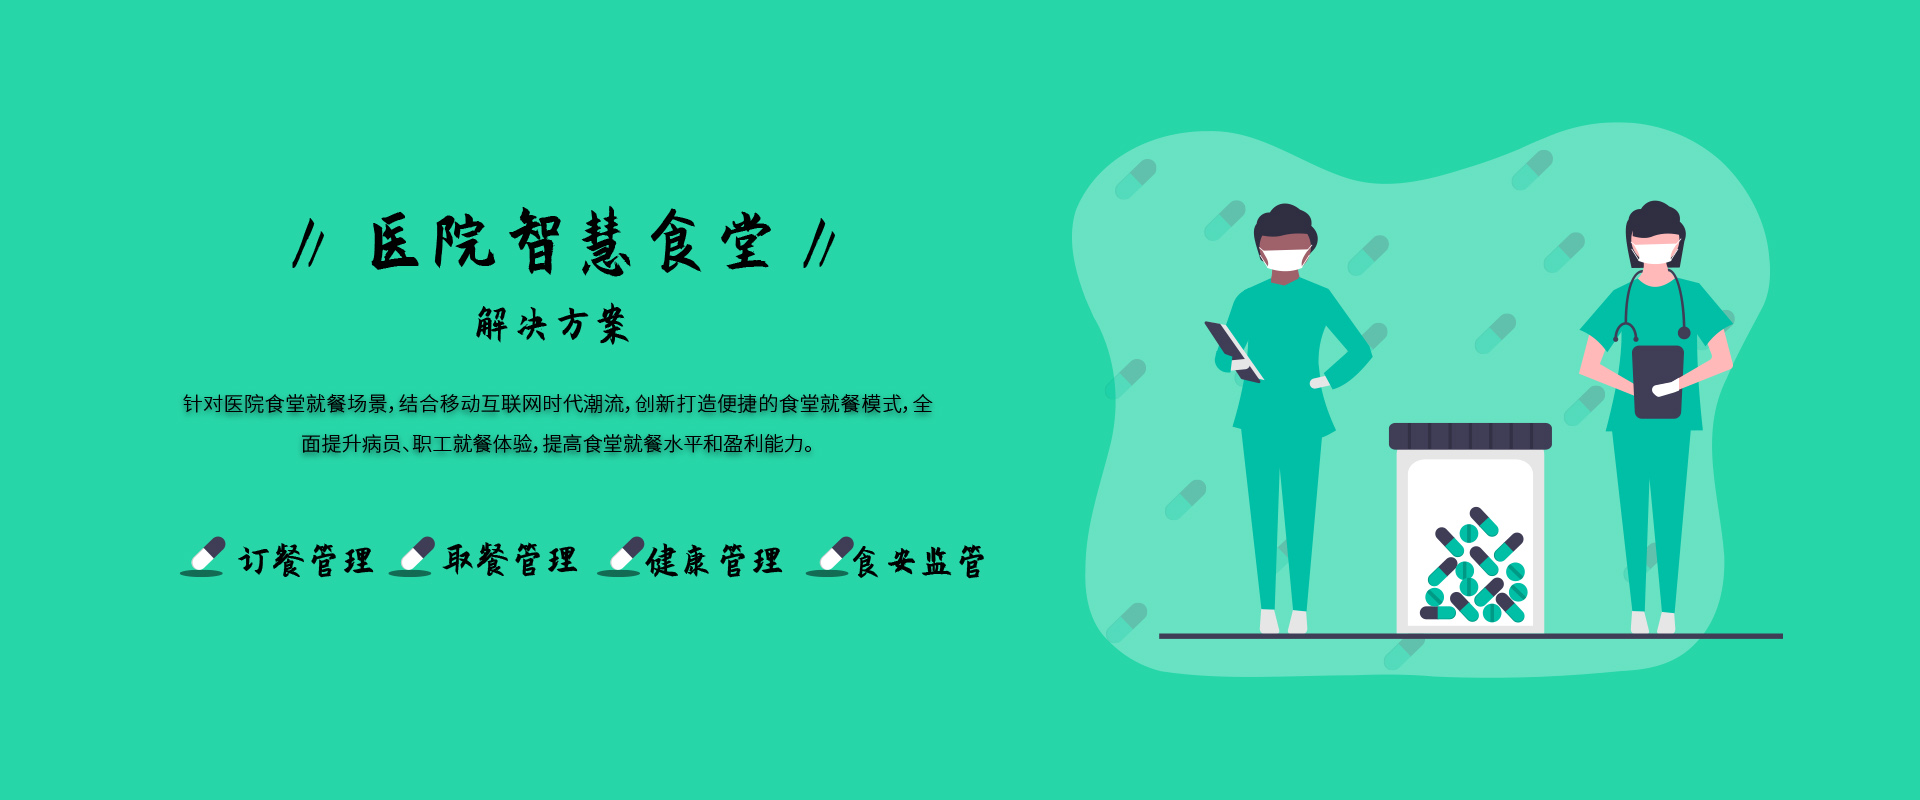 // 医院智慧食堂 //
解决方案
针对医院食堂就餐场景，结合移动互联网时代潮流，创新打造便捷的食堂就餐模式，全
面提升病员、职工就餐体验，提高食堂就餐水平和盈利能力。
订餐管理 取餐管理 健康管理 食安监管